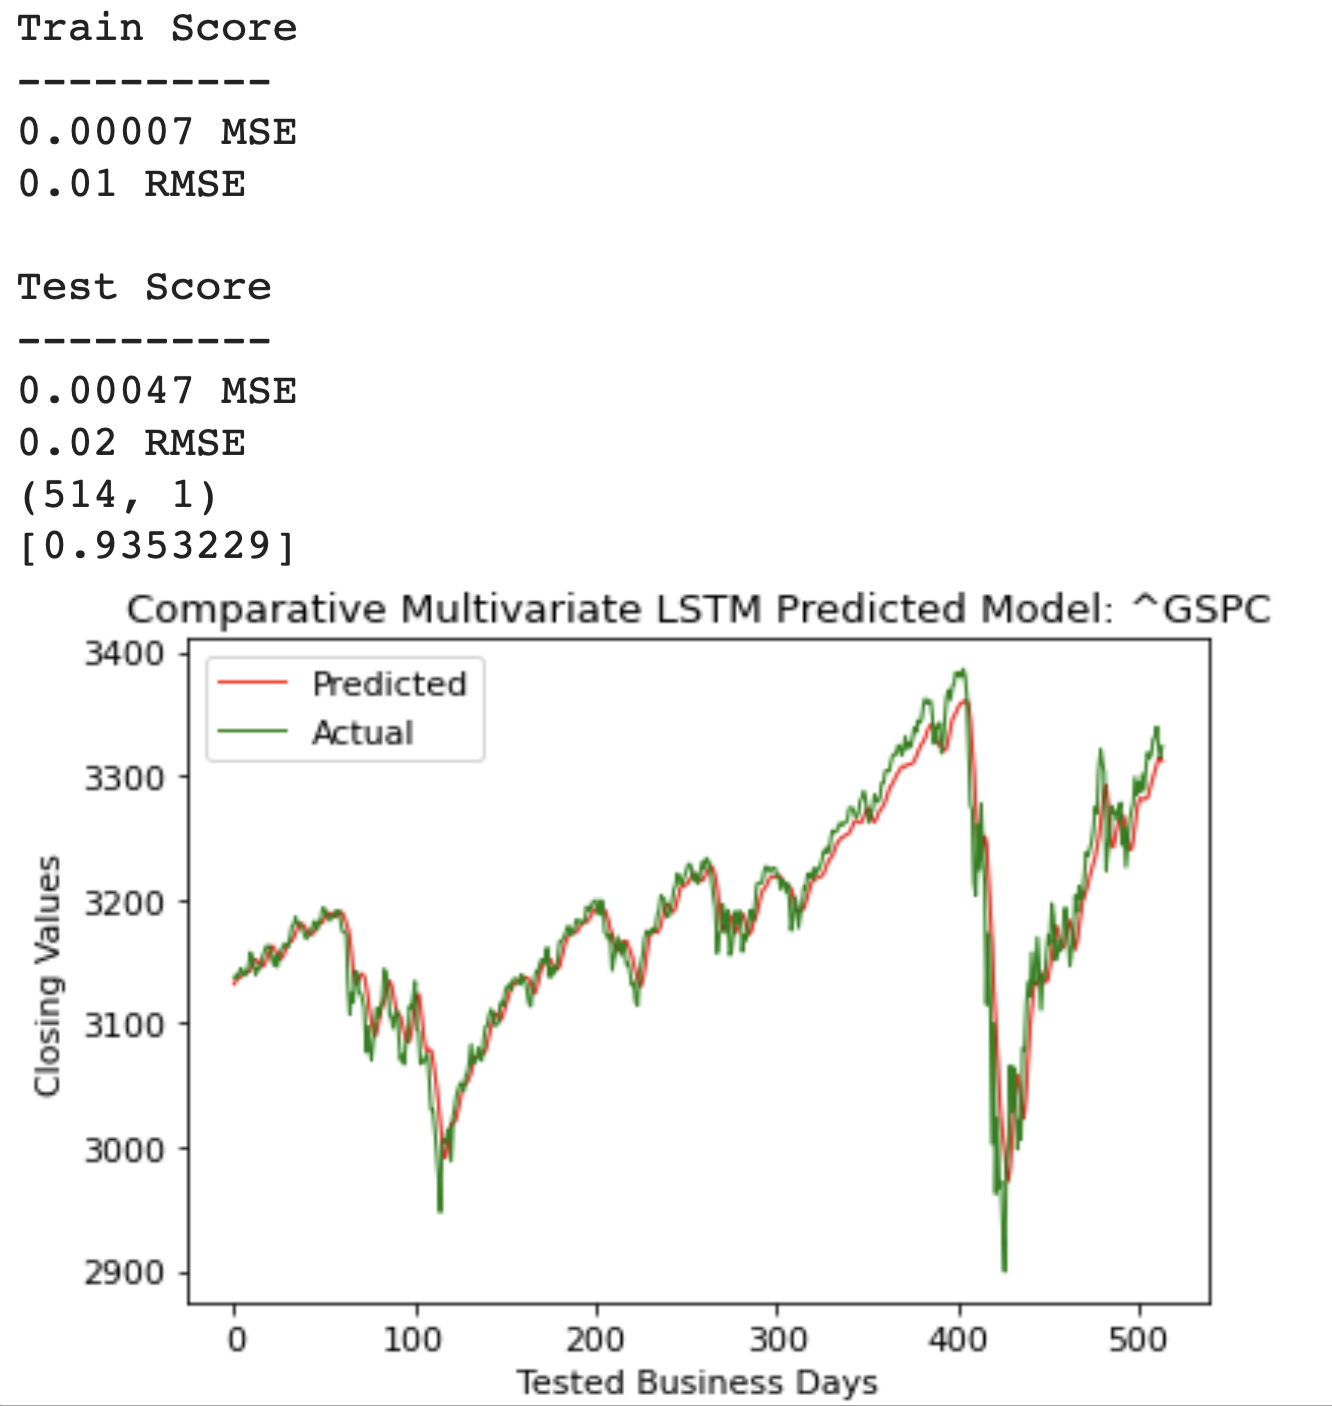 Train Score
----------
0.00007 MSE
0.01 RMSE
Test Score
----------
0.00047 MSE
0.02 RMSE
(514, 1)
[0.9353229]
Comparative Multivariate LSTM Predicted Model: ^GSPC
Predicted
Actual
3400
3300
3200
3100
3000
2900
Closing Values
0 100 200 300 400 500
Tested Business Days